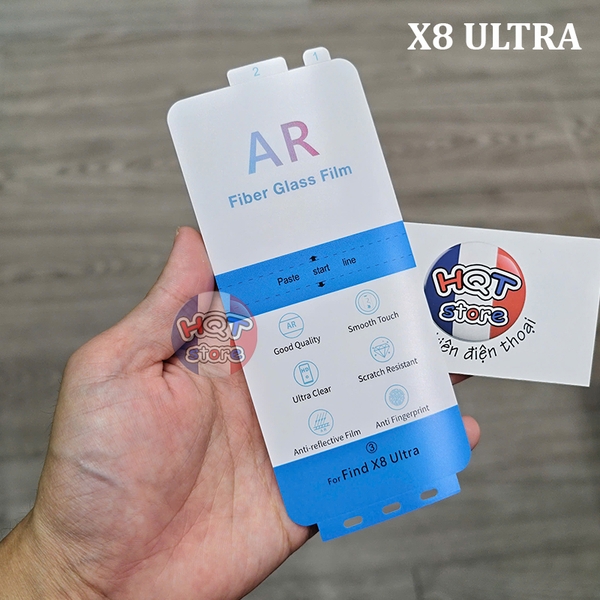 X8 ULTRA
2
1
AR
Fiber Glass Film
Paste start line
AR
Good Quality
Smooth Touch
Ultra Clear
Scratch Resistant
Anti-reflective Film
Anti Fingerprint
3
For Find X8 Ultra
HQT
store
HQT
store
điện thoại